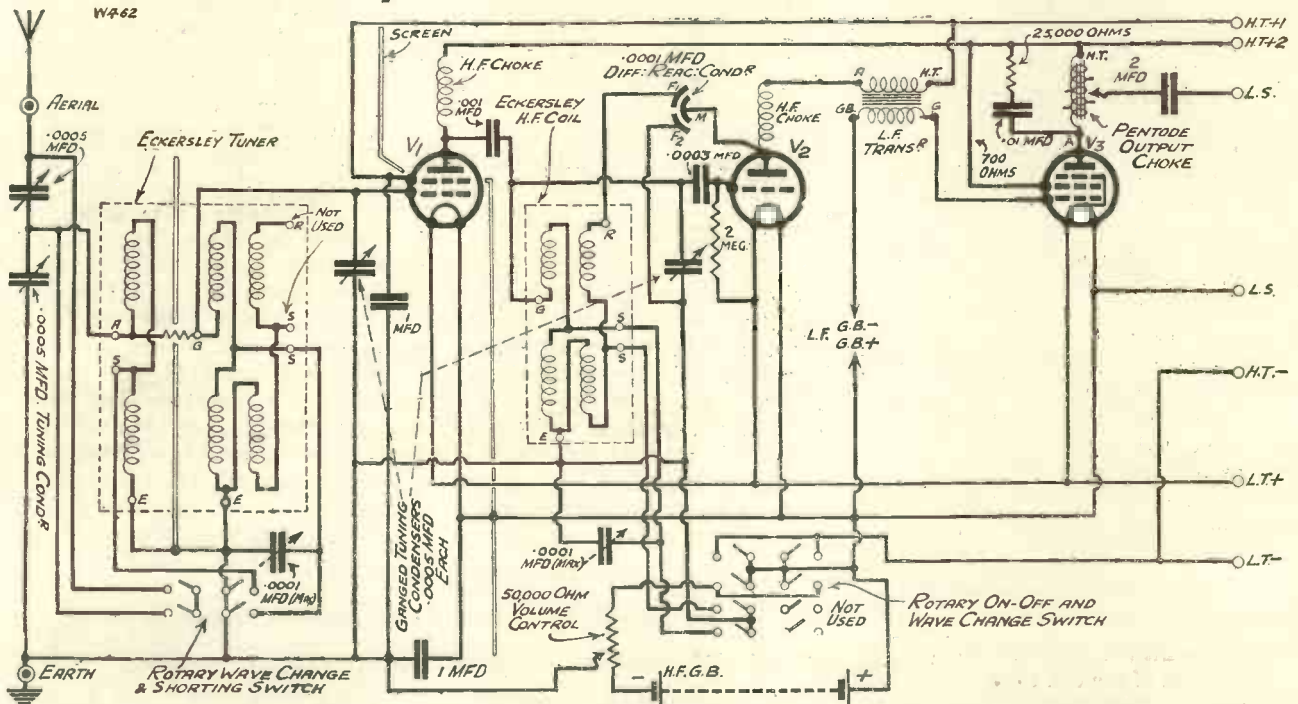 W462
SCREEN
H.F. CHOKE
.001
MFD
ECKERSLEY
H.F. COIL
.0001 MFD
DIFF: REAC: CONDR
F1
M
F2
25,000 OHMS
H.T.+1
H.T.+2
AERIAL
.0005
MFD
ECKERSLEY TUNER
V1
.0003 MFD
H.F.
CHOKE
V2
A
H.T.
G.B.
G
L.F.
TRANSR
.01 MFD
700
OHMS
H.T.
2
MFD
L.S.
PENTODE
OUTPUT
CHOKE
A
V3
NOT
USED
R
A
G
S
S
S
E
E
.0005 MFD. TUNING CONDR
1
MFD
R
G
S
S
E
2
MEG.
L.F.
G.B.-
G.B.+
L.S.
H.T.-
L.T.+
L.T.-
.0001
MFD (MAX)
GANGED TUNING
CONDENSERS
.0005 MFD
EACH
.0001
MFD (MAX)
50,000 OHM
VOLUME
CONTROL
NOT
USED
ROTARY ON-OFF AND
WAVE CHANGE SWITCH
EARTH
ROTARY WAVE CHANGE
& SHORTING SWITCH
1 MFD
- H.F.G.B. +